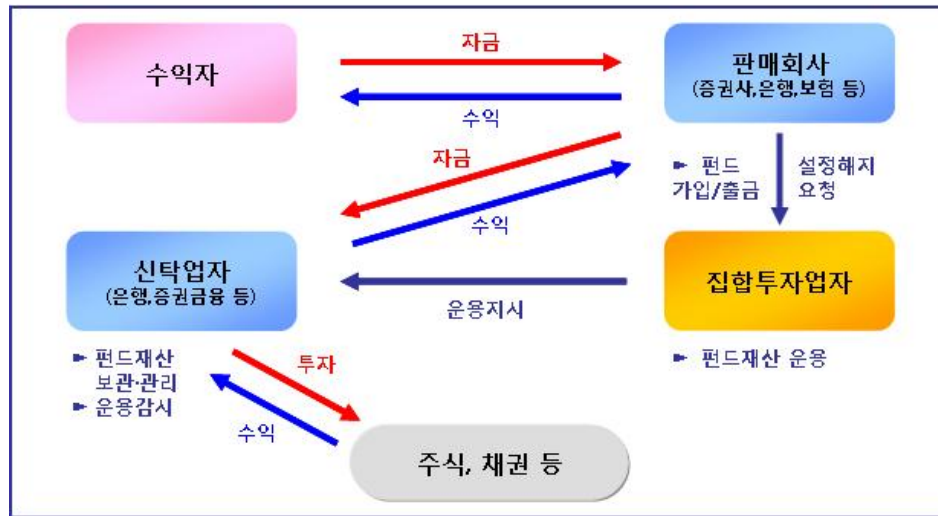 수익자
자금
수익
판매회사
(증권사,은행,보험 등)
자금
수익
► 펀드
가입/출금
설정해지
요청
신탁업자
(은행,증권금융 등)
운용지시
집합투자업자
► 펀드재산
보관·관리
► 운용감시
투자
수익
► 펀드재산 운용
주식, 채권 등